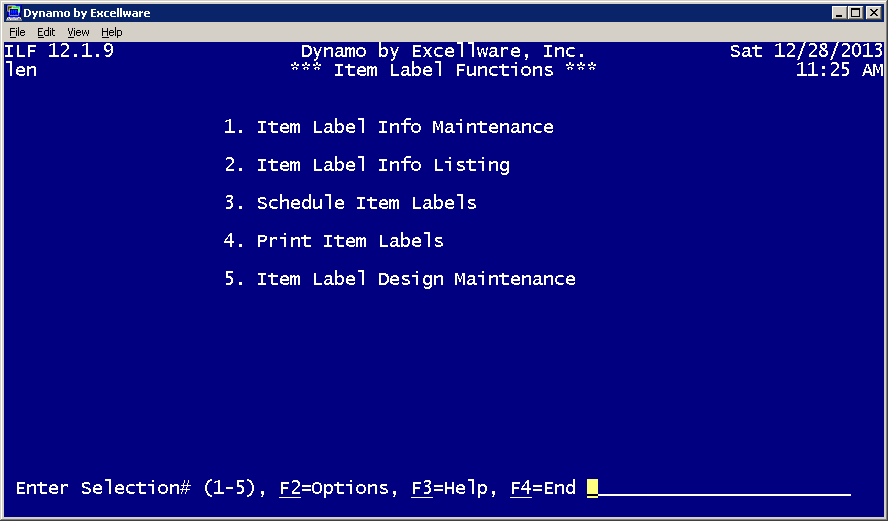 Dynamo by Excellware
File Edit View Help
ILF 12.1.9 Dynamo by Excellware, Inc. Sat 12/28/2013
len *** Item Label Functions *** 11:25 AM
1. Item Label Info Maintenance
2. Item Label Info Listing
3. Schedule Item Labels
4. Print Item Labels
5. Item Label Design Maintenance
Enter Selection# (1-5), F2=Options, F3=Help, F4=End